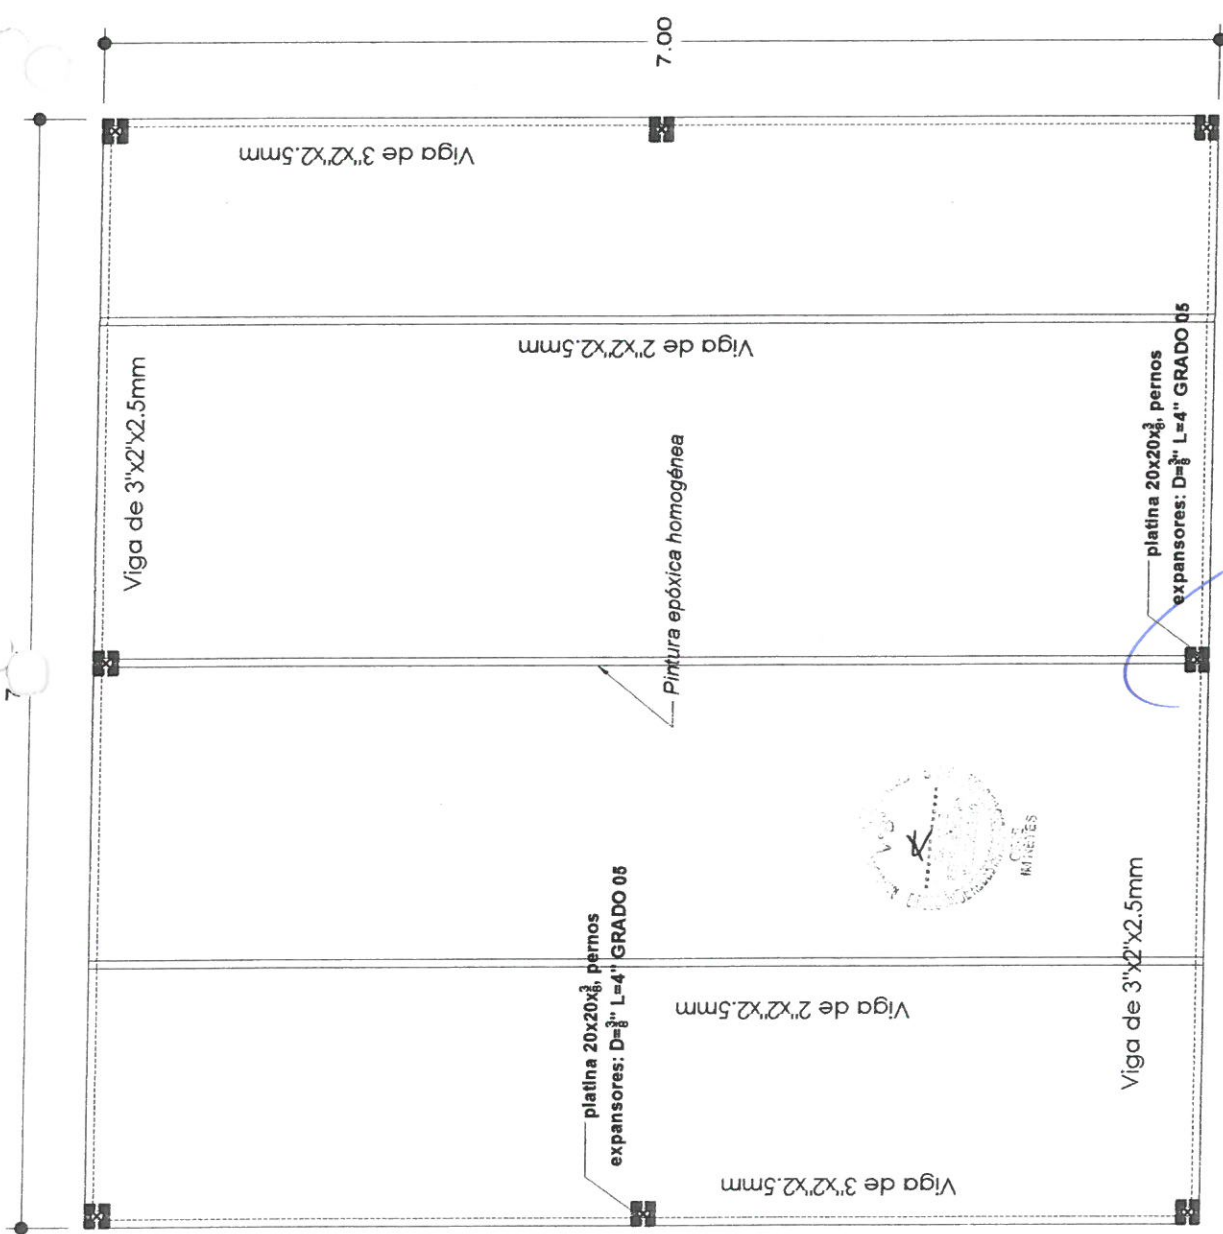 7.00
7
Viga de 3"x2"x2.5mm
Viga de 3"x2"x2.5mm
Viga de 2"x2"x2.5mm
Pintura epóxica homogénea
platina 20x20x3/8, pernos
expansores: D=3/8" L=4" GRADO 05
platina 20x20x3/8, pernos
expansores: D=3/8" L=4" GRADO 05
Viga de 2"x2"x2.5mm
Viga de 3"x2"x2.5mm
Viga de 3"x2"x2.5mm
V°B°